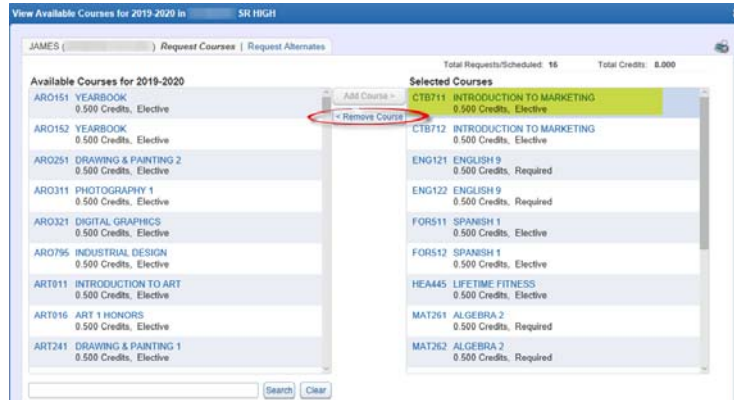 View Available Courses for 2019-2020 in SR HIGH
JAMES ( ) Request Courses | Request Alternates
Total Requests/Scheduled: 16 Total Credits: 8.000
Available Courses for 2019-2020
ARO151 YEARBOOK
0.500 Credits, Elective
ARO152 YEARBOOK
0.500 Credits, Elective
ARO251 DRAWING & PAINTING 2
0.500 Credits, Elective
ARO311 PHOTOGRAPHY 1
0.500 Credits, Elective
ARO321 DIGITAL GRAPHICS
0.500 Credits, Elective
ARO795 INDUSTRIAL DESIGN
0.500 Credits, Elective
ART011 INTRODUCTION TO ART
0.500 Credits, Elective
ART016 ART 1 HONORS
0.500 Credits, Elective
ART241 DRAWING & PAINTING 1
0.500 Credits, Elective
Search Clear
Add Course >
< Remove Course
Selected Courses
CTB711 INTRODUCTION TO MARKETING
0.500 Credits, Elective
CTB712 INTRODUCTION TO MARKETING
0.500 Credits, Elective
ENG121 ENGLISH 9
0.500 Credits, Required
ENG122 ENGLISH 9
0.500 Credits, Required
FOR511 SPANISH 1
0.500 Credits, Elective
FOR512 SPANISH 1
0.500 Credits, Elective
HEA445 LIFETIME FITNESS
0.500 Credits, Elective
MAT261 ALGEBRA 2
0.500 Credits, Required
MAT262 ALGEBRA 2
0.500 Credits, Required